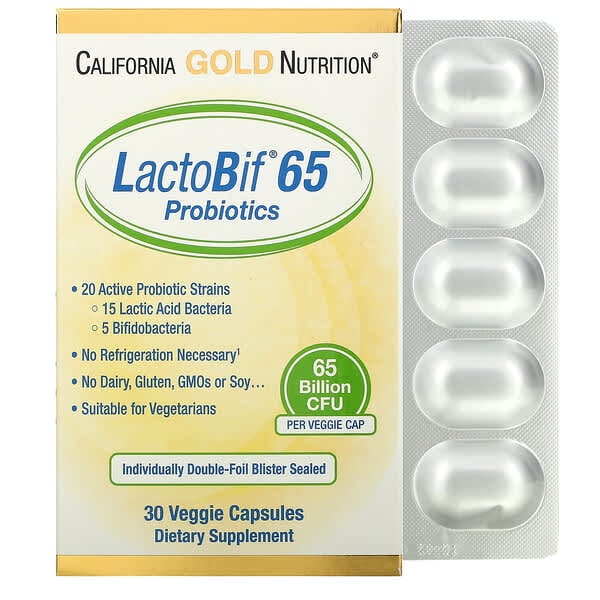 CALIFORNIA GOLD NUTRITION®
LactoBif® 65
Probiotics
• 20 Active Probiotic Strains
○ 15 Lactic Acid Bacteria
○ 5 Bifidobacteria
• No Refrigeration Necessary¹
• No Dairy, Gluten, GMOs or Soy…
• Suitable for Vegetarians
65
Billion
CFU
PER VEGGIE CAP
Individually Double-Foil Blister Sealed
30 Veggie Capsules
Dietary Supplement